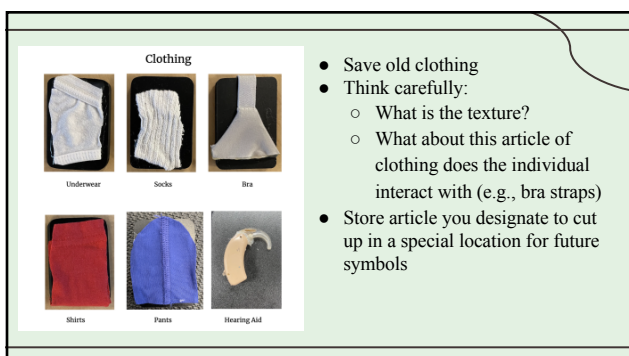 Clothing
Underwear
Socks
Bra
Shirts
Pants
Hearing Aid
● Save old clothing
● Think carefully:
○ What is the texture?
○ What about this article of
clothing does the individual
interact with (e.g., bra straps)
● Store article you designate to cut
up in a special location for future
symbols